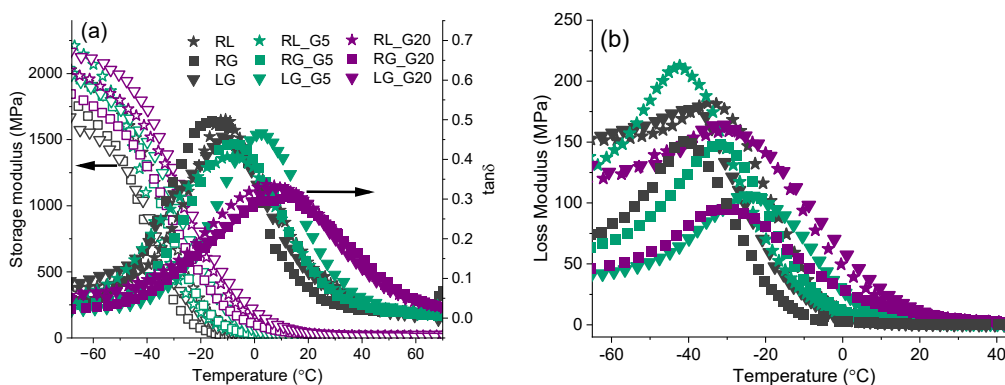 (a)
RL RL_G5 RL_G20
RG RG_G5 RG_G20
LG LG_G5 LG_G20
Storage modulus (MPa)
2000
1500
1000
500
0
tanδ
0.7
0.6
0.5
0.4
0.3
0.2
0.1
0.0
-60 -40 -20 0 20 40 60
Temperature (°C)
(b)
Loss Modulus (MPa)
250
200
150
100
50
0
-60 -40 -20 0 20 40
Temperature (°C)